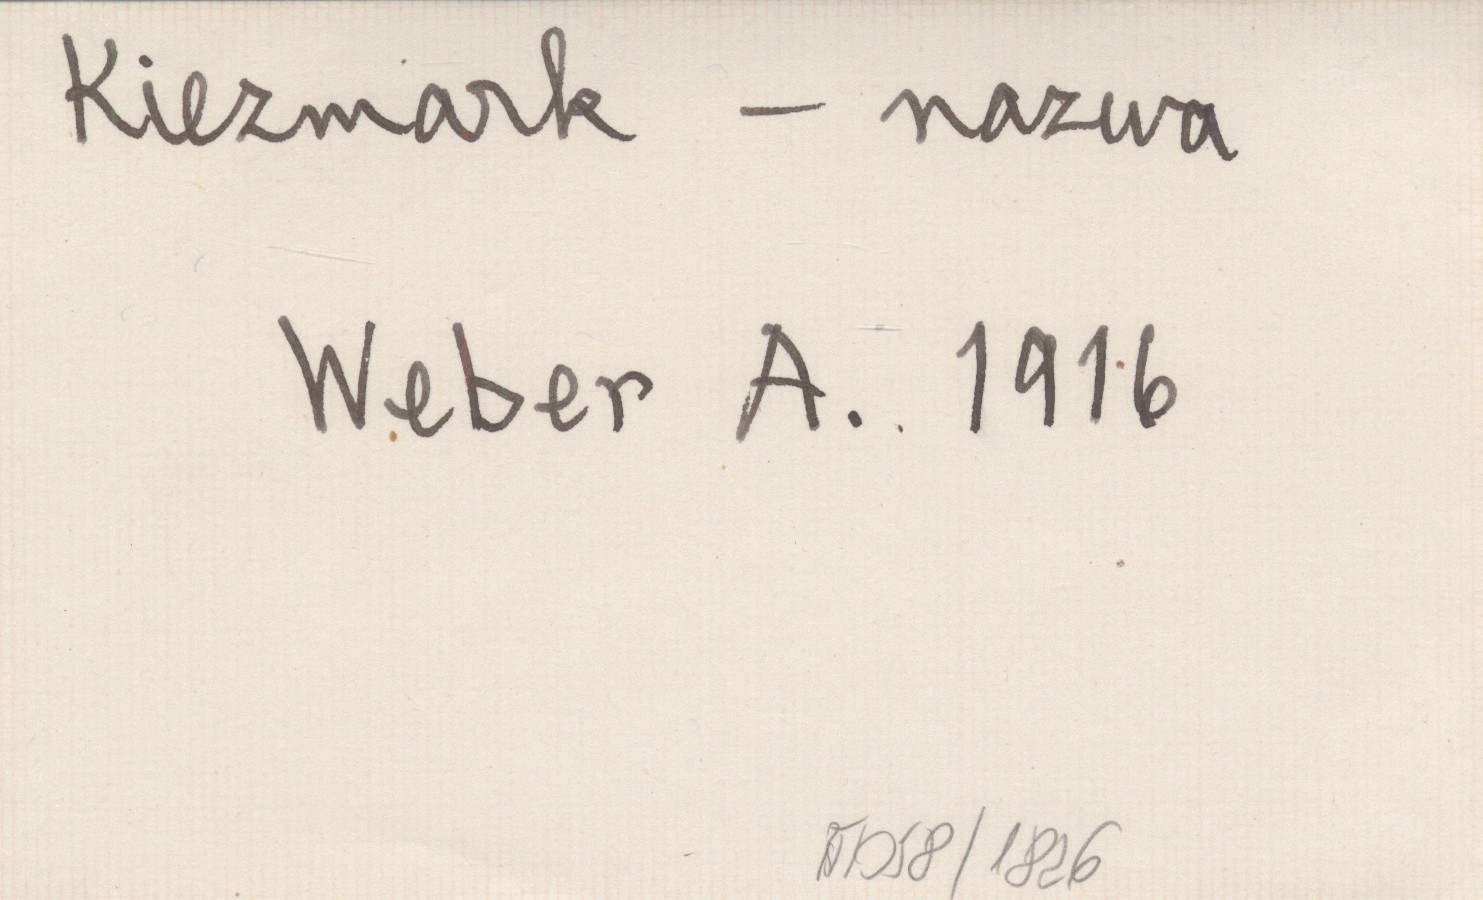 Kiezmark – nazwa
Weber A. 1916